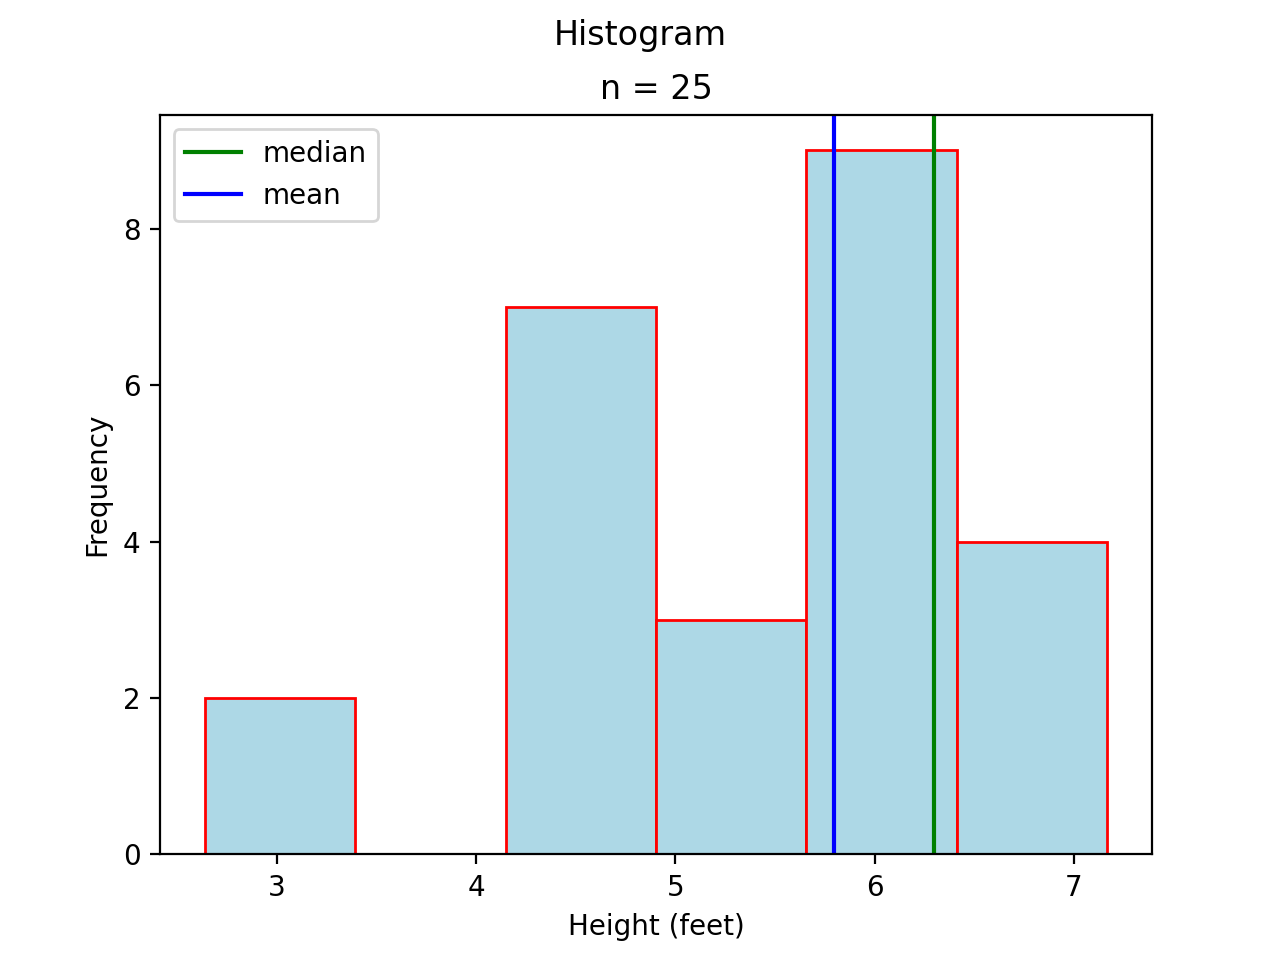 Histogram
n = 25
median
mean
8
6
4
2
0
Frequency
3 4 5 6 7
Height (feet)